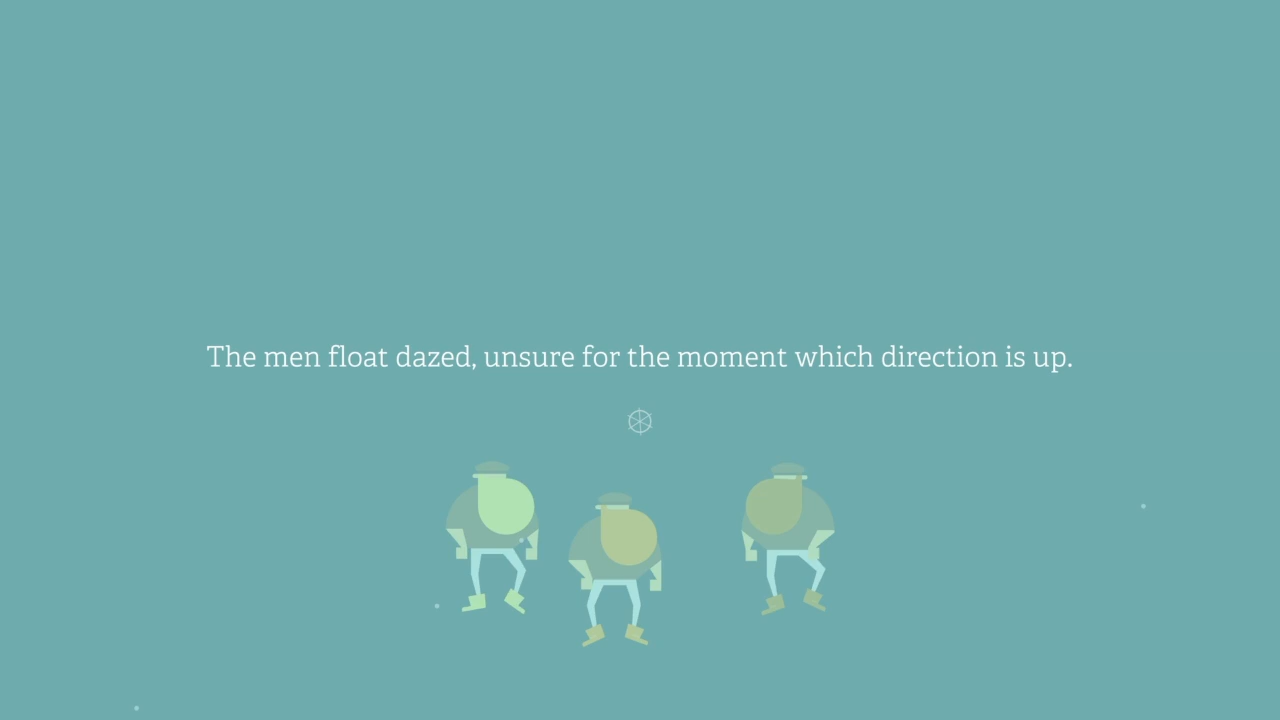 The men float dazed, unsure for the moment which direction is up.